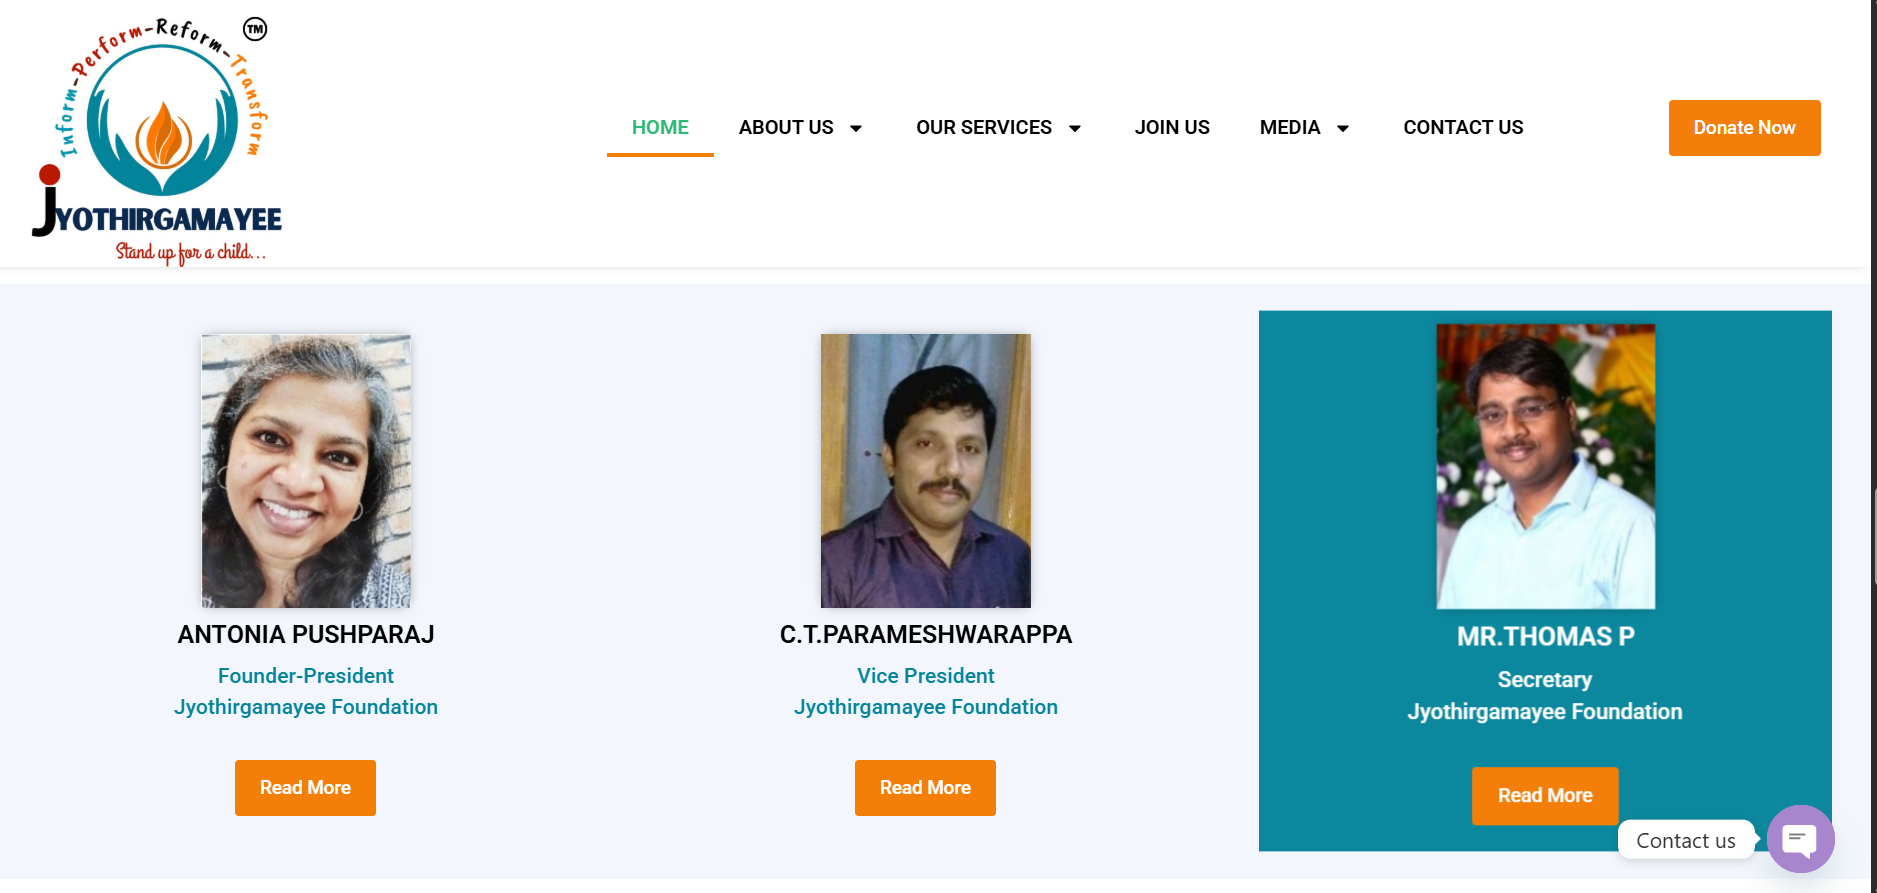 Inform-Perform-Reform-Transform
TM
JYOTHIRGAMAYEE
Stand up for a child...
HOME
ABOUT US
OUR SERVICES
JOIN US
MEDIA
CONTACT US
Donate Now
ANTONIA PUSHPARAJ
Founder-President
Jyothirgamayee Foundation
Read More
C.T.PARAMESHWARAPPA
Vice President
Jyothirgamayee Foundation
Read More
MR.THOMAS P
Secretary
Jyothirgamayee Foundation
Read More
Contact us